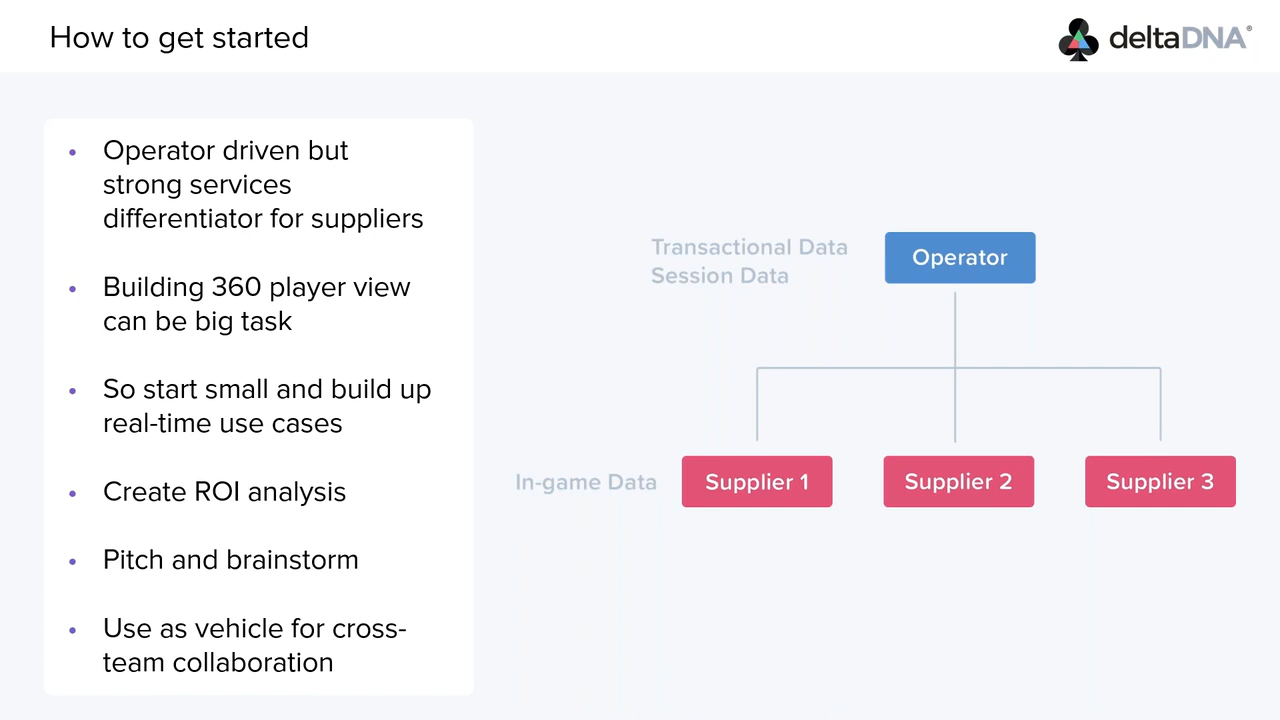 How to get started
deltaDNA®
• Operator driven but
strong services
differentiator for suppliers
• Building 360 player view
can be big task
• So start small and build up
real-time use cases
• Create ROI analysis
• Pitch and brainstorm
• Use as vehicle for cross-
team collaboration
Transactional Data
Session Data
Operator
In-game Data
Supplier 1
Supplier 2
Supplier 3